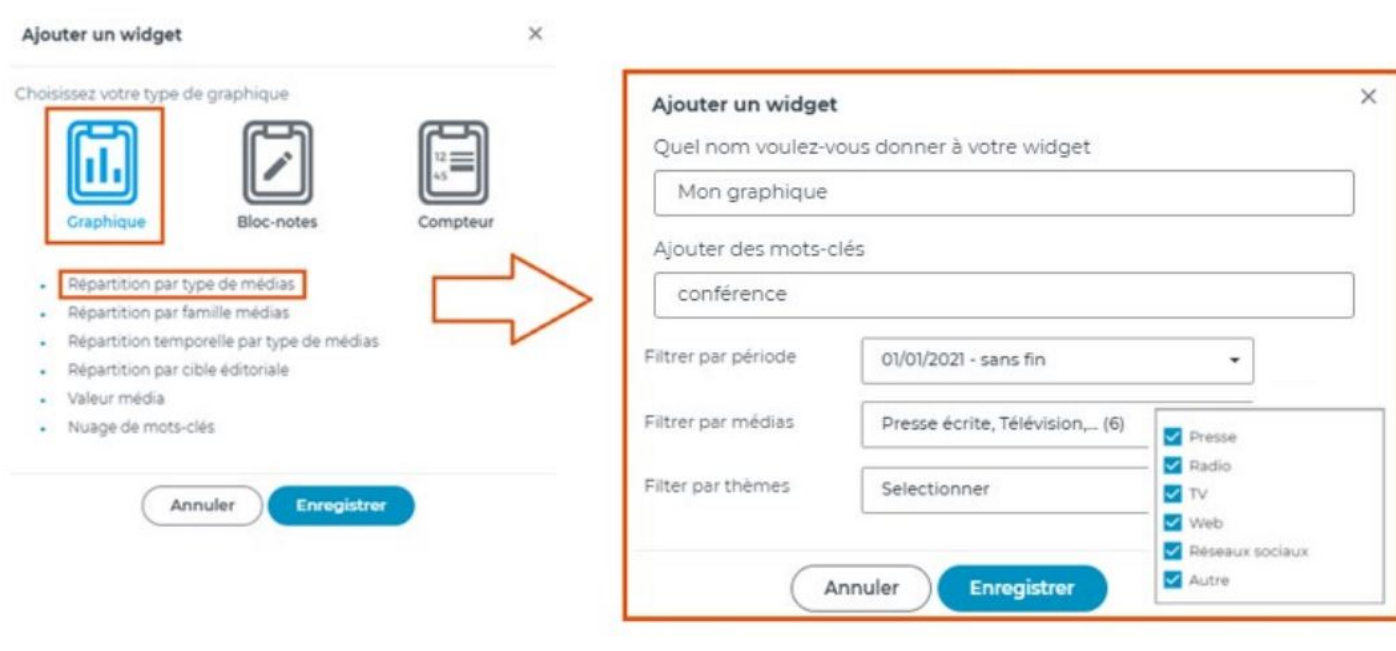 Ajouter un widget
Choisissez votre type de graphique
12
45
Graphique
Bloc-notes
Compteur
Répartition par type de médias
Répartition par famille médias
Répartition temporelle par type de médias
Répartition par cible éditoriale
Valeur média
Nuage de mots-clés
Annuler
Enregistrer
Ajouter un widget
Quel nom voulez-vous donner à votre widget
Mon graphique
Ajouter des mots-clés
conférence
Filtrer par période
01/01/2021 - sans fin
Filtrer par médias
Presse écrite, Télévision,... (6)
Filter par thèmes
Selectionner
Presse
Radio
TV
Web
Réseaux sociaux
Autre
Annuler
Enregistrer